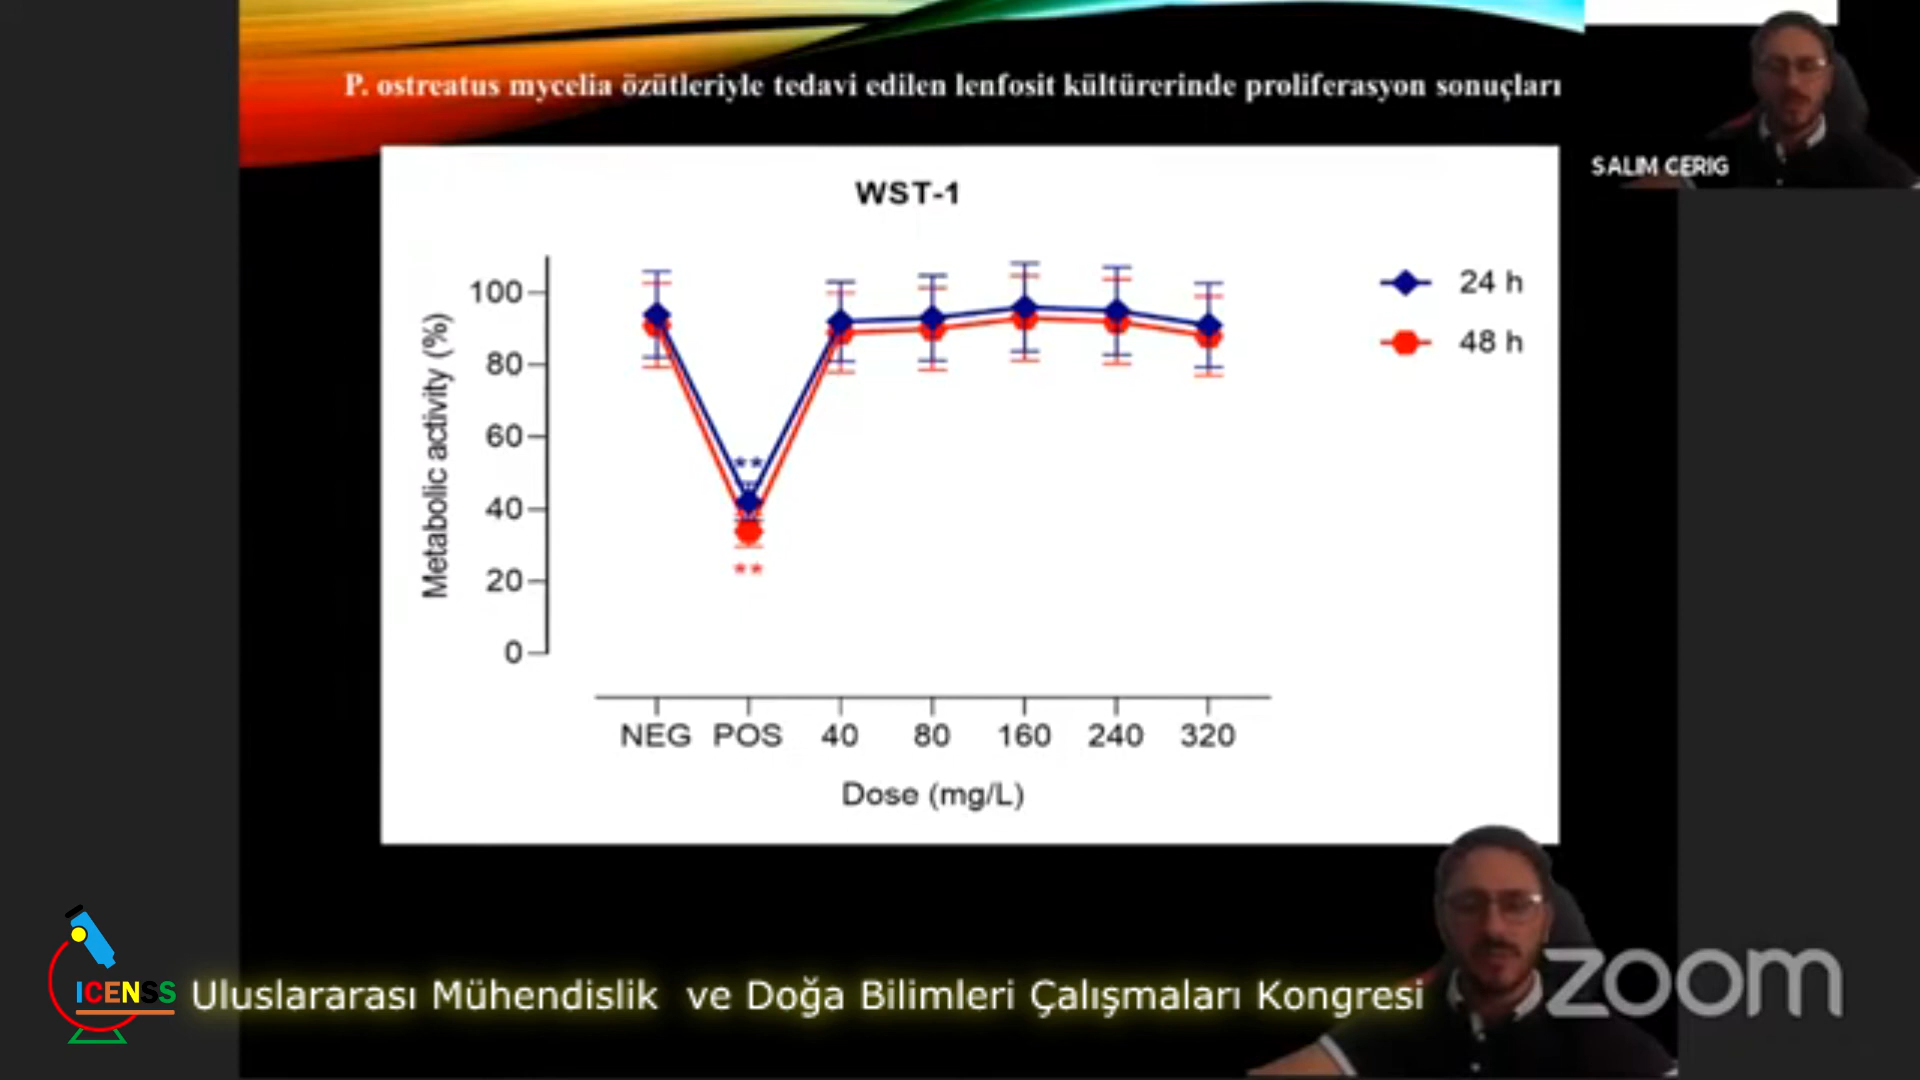 P. ostreatus mycelia özütleriyle tedavi edilen lenfosit kültürerinde proliferasyon sonuçları
SALIM CERIG
WST-1
24 h
48 h
Metabolic activity (%)
100
80
60
40
20
0
**
**
NEG POS 40 80 160 240 320
Dose (mg/L)
ICENSS
Uluslararası Mühendislik ve Doğa Bilimleri Çalışmaları Kongresi
zoom